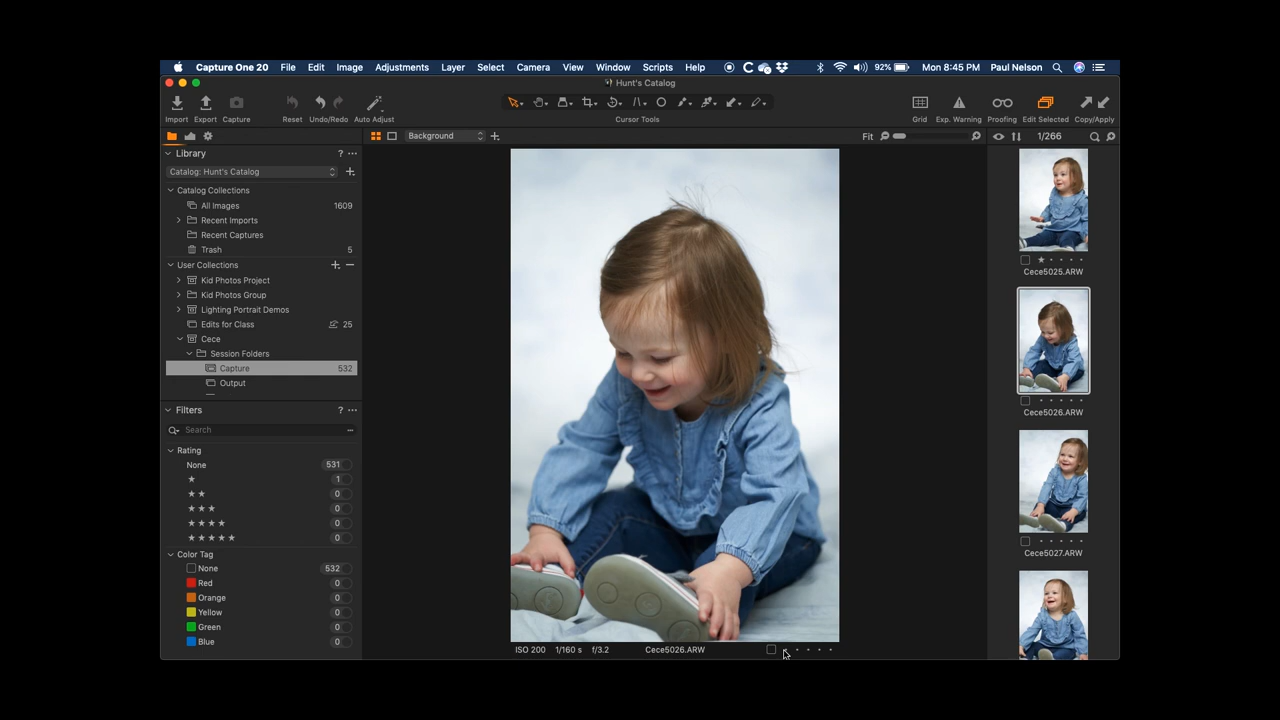 Capture One 20 File Edit Image Adjustments Layer Select Camera View Window Scripts Help 92% Mon 8:45 PM Paul Nelson
Hunt's Catalog
Import Export Capture Reset Undo/Redo Auto Adjust Cursor Tools Grid Exp. Warning Proofing Edit Selected Copy/Apply
Background Fit 1/266
Library ?
Catalog: Hunt's Catalog
Catalog Collections
All Images 1609
Recent Imports
Recent Captures
Trash 5
User Collections
Kid Photos Project
Kid Photos Group
Lighting Portrait Demos
Edits for Class 25
Cece
Session Folders
Capture 532
Output
Filters ?
Search
Rating
None 531
★ 1
★ ★ 0
★ ★ ★ 0
★ ★ ★ ★ 0
★ ★ ★ ★ ★ 0
Color Tag
None 532
Red 0
Orange 0
Yellow 0
Green 0
Blue 0
ISO 200 1/160 s f/3.2 Cece5026.ARW
Cece5025.ARW
Cece5026.ARW
Cece5027.ARW